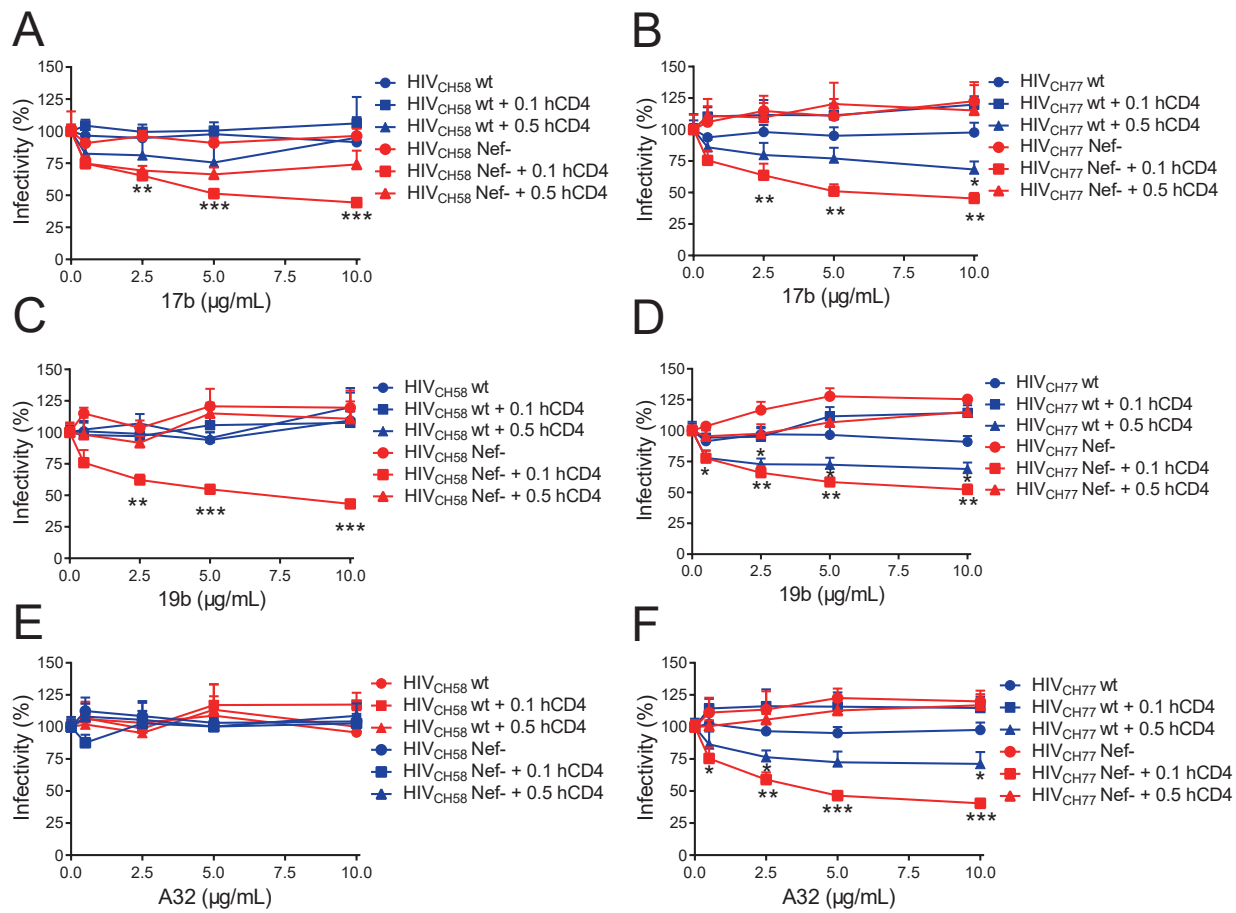 A
150
125
100
75
50
25
0
Infectivity (%)
0.0 2.5 5.0 7.5 10.0
17b (µg/mL)
** *** ***
HIVCH58 wt
HIVCH58 wt + 0.1 hCD4
HIVCH58 wt + 0.5 hCD4
HIVCH58 Nef-
HIVCH58 Nef- + 0.1 hCD4
HIVCH58 Nef- + 0.5 hCD4
B
150
125
100
75
50
25
0
Infectivity (%)
0.0 2.5 5.0 7.5 10.0
17b (µg/mL)
*
** ** **
HIVCH77 wt
HIVCH77 wt + 0.1 hCD4
HIVCH77 wt + 0.5 hCD4
HIVCH77 Nef-
HIVCH77 Nef- + 0.1 hCD4
HIVCH77 Nef- + 0.5 hCD4
C
150
125
100
75
50
25
0
Infectivity (%)
0.0 2.5 5.0 7.5 10.0
19b (µg/mL)
** *** ***
HIVCH58 wt
HIVCH58 wt + 0.1 hCD4
HIVCH58 wt + 0.5 hCD4
HIVCH58 Nef-
HIVCH58 Nef- + 0.1 hCD4
HIVCH58 Nef- + 0.5 hCD4
D
150
125
100
75
50
25
0
Infectivity (%)
0.0 2.5 5.0 7.5 10.0
19b (µg/mL)
* * *
* ** ** **
HIVCH77 wt
HIVCH77 wt + 0.1 hCD4
HIVCH77 wt + 0.5 hCD4
HIVCH77 Nef-
HIVCH77 Nef- + 0.1 hCD4
HIVCH77 Nef- + 0.5 hCD4
E
150
125
100
75
50
25
0
Infectivity (%)
0.0 2.5 5.0 7.5 10.0
A32 (µg/mL)
HIVCH58 wt
HIVCH58 wt + 0.1 hCD4
HIVCH58 wt + 0.5 hCD4
HIVCH58 Nef-
HIVCH58 Nef- + 0.1 hCD4
HIVCH58 Nef- + 0.5 hCD4
F
150
125
100
75
50
25
0
Infectivity (%)
0.0 2.5 5.0 7.5 10.0
A32 (µg/mL)
* *
* ** *** ***
HIVCH77 wt
HIVCH77 wt + 0.1 hCD4
HIVCH77 wt + 0.5 hCD4
HIVCH77 Nef-
HIVCH77 Nef- + 0.1 hCD4
HIVCH77 Nef- + 0.5 hCD4